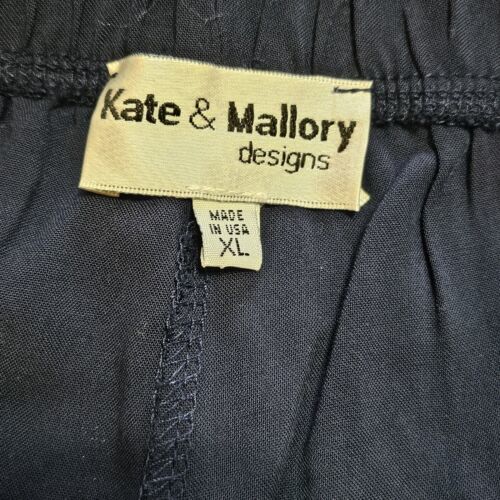 Kate & Mallory
designs
MADE
IN USA
XL